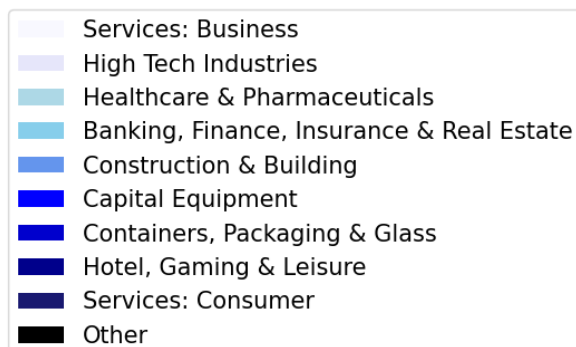 Services: Business
High Tech Industries
Healthcare & Pharmaceuticals
Banking, Finance, Insurance & Real Estate
Construction & Building
Capital Equipment
Containers, Packaging & Glass
Hotel, Gaming & Leisure
Services: Consumer
Other